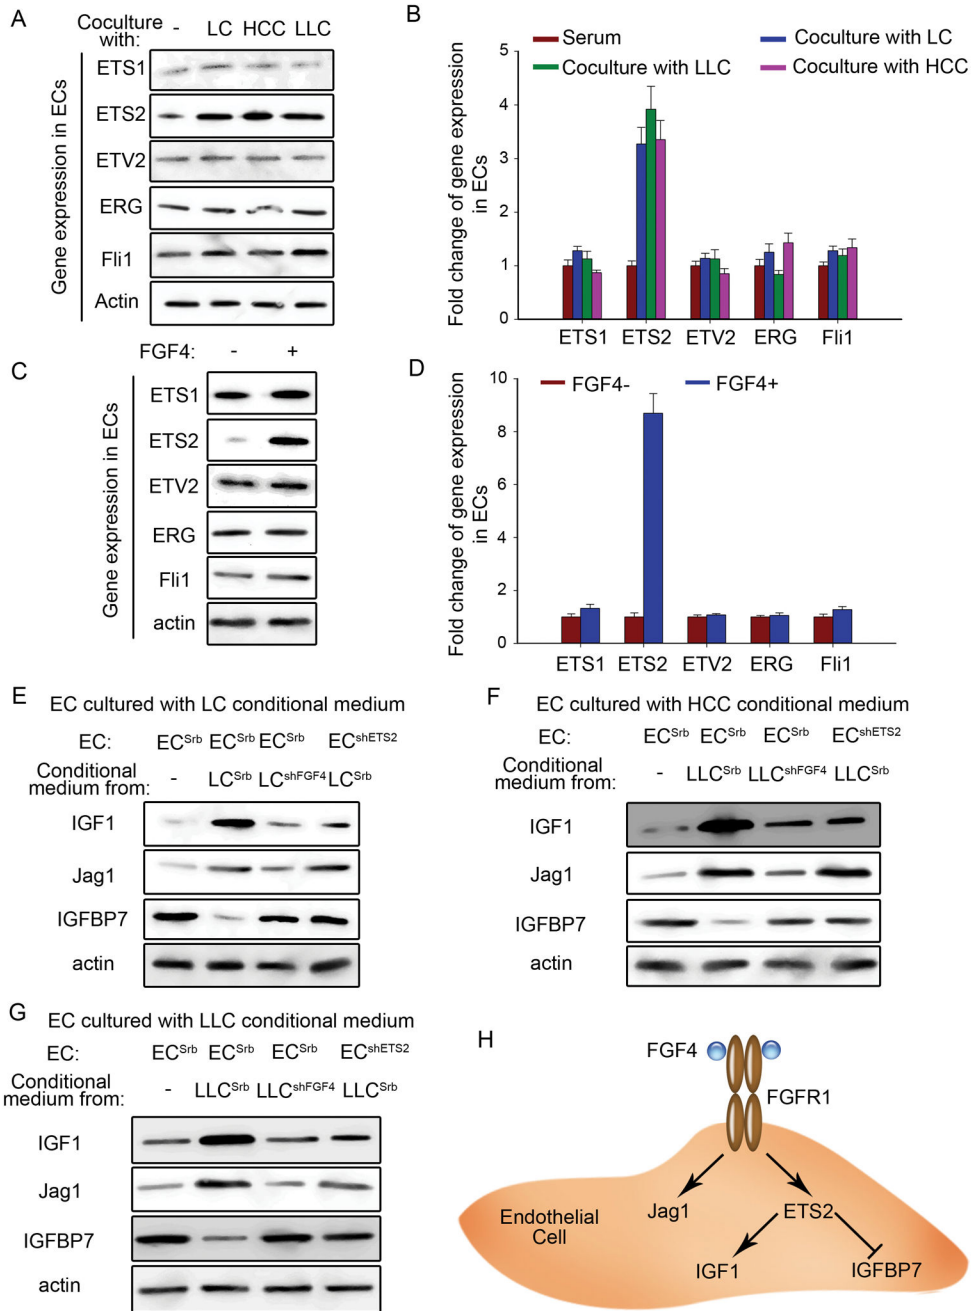 A
Coculture with:
- LC HCC LLC
Gene expression in ECs
ETS1
ETS2
ETV2
ERG
Fli1
Actin
B
Serum
Coculture with LC
Coculture with LLC
Coculture with HCC
Fold change of gene expression
in ECs
5
4
3
2
1
0
ETS1 ETS2 ETV2 ERG Fli1
C
FGF4: - +
Gene expression in ECs
ETS1
ETS2
ETV2
ERG
Fli1
actin
D
FGF4-
FGF4+
Fold change of gene expression
in ECs
10
8
6
4
2
0
ETS1 ETS2 ETV2 ERG Fli1
E
EC cultured with LC conditional medium
EC: ECSrb ECSrb ECSrb ECshETS2
Conditional
medium from: - LCSrb LCshFGF4 LCSrb
IGF1
Jag1
IGFBP7
actin
F
EC cultured with HCC conditional medium
EC: ECSrb ECSrb ECSrb ECshETS2
Conditional
medium from: - LLCSrb LLCshFGF4 LLCSrb
IGF1
Jag1
IGFBP7
actin
G
EC cultured with LLC conditional medium
EC: ECSrb ECSrb ECSrb ECshETS2
Conditional
medium from: - LLCSrb LLCshFGF4 LLCSrb
IGF1
Jag1
IGFBP7
actin
H
FGF4
FGFR1
Endothelial
Cell
Jag1
ETS2
IGF1
IGFBP7